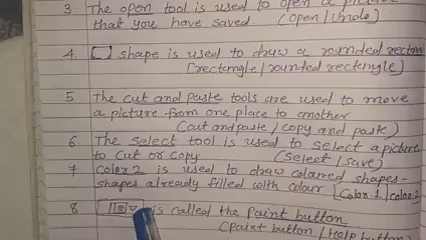 3. The open tool is used to open a picture
that you have saved. (Open/Undo)
4. shape is used to draw a rounded rectang
(rectangle/rounded rectangle)
5 The cut and paste tools are used to move
a picture from one place to another
(cut and paste/copy and paste)
6. The select tool is used to select a picture
to cut or copy (Select/save)
7 Color 2 is used to draw colared shapes-
shapes already filled with colour (Color 1/color 2
8 is called the Paint button
(Paint button/Help button)